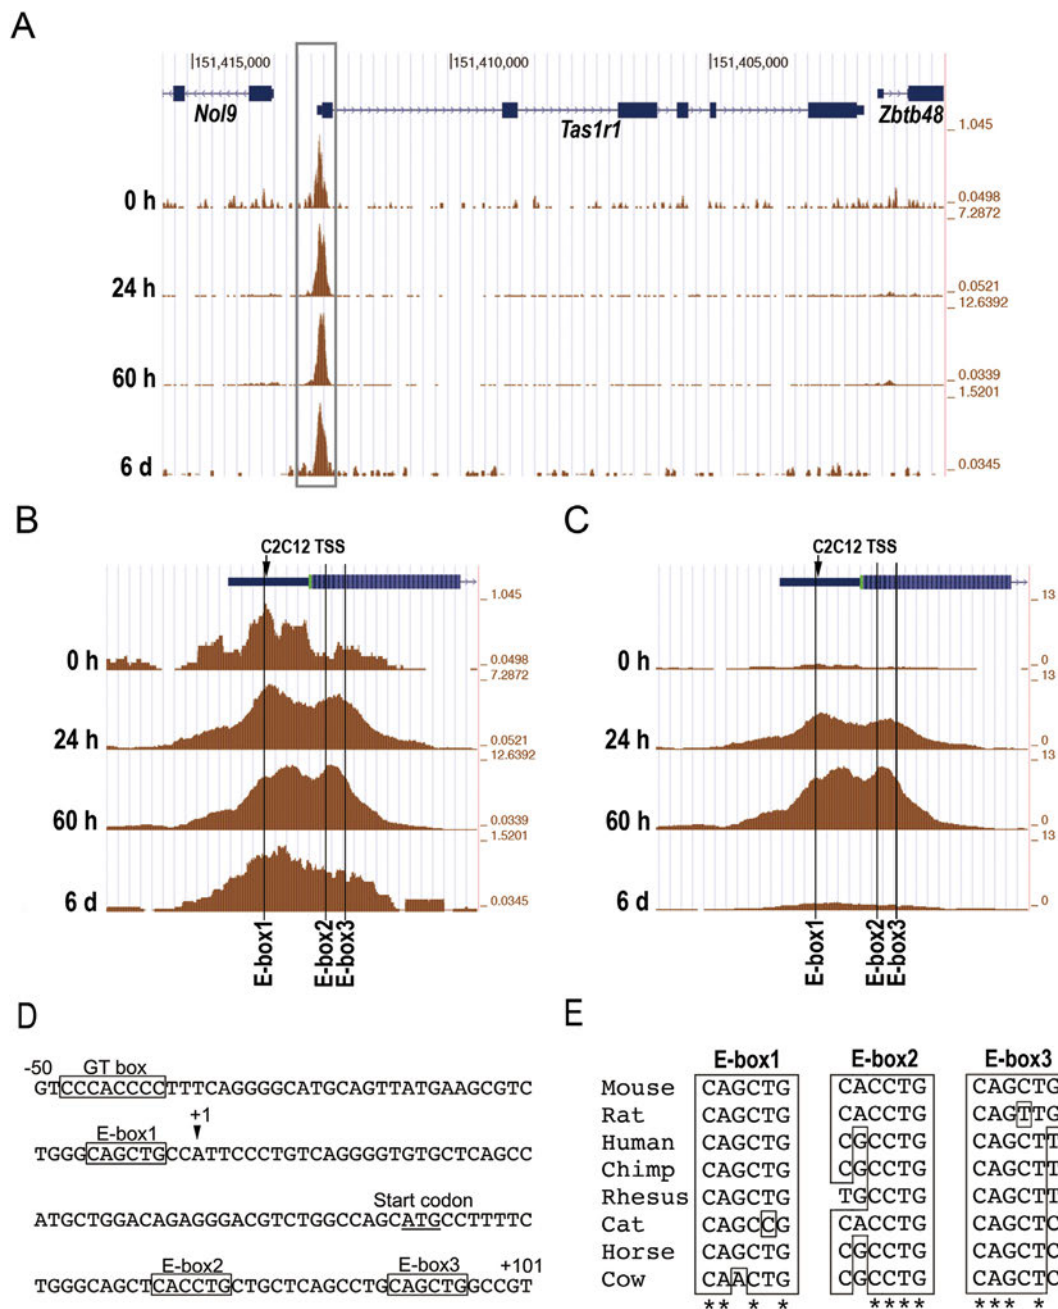 A
151,415,000 151,410,000 151,405,000
Nol9 Tas1r1 Zbtb48
1.045
0 h 0.0498
7.2872
24 h 0.0521
12.6392
60 h 0.0339
1.5201
6 d 0.0345
B
C2C12 TSS
1.045
0 h 0.0498
7.2872
24 h 0.0521
12.6392
60 h 0.0339
1.5201
6 d 0.0345
E-box1 E-box2 E-box3
C
C2C12 TSS
13
0 h 0
13
24 h 0
13
60 h 0
13
6 d 0
E-box1 E-box2 E-box3
D
-50 GT box
GTCCCACCCCTTTCAGGGGCATGCAGTTATGAAGCGTC
E-box1 +1
TGGGCAGCTGCCATTCCCTGTCAGGGGTGTGCTCAGCC
Start codon
ATGCTGGACAGAGGGACGTCTGGCCAGCATGCCTTTTC
E-box2 E-box3 +101
TGGGCAGCTCACCTGCTGCTCAGCCTGCAGCTGGCCGT
E
E-box1 E-box2 E-box3
Mouse CAGCTG CACCTG CAGCTG
Rat CAGCTG CACCTG CAGTTG
Human CAGCTG CGCCTG CAGCTT
Chimp CAGCTG CGCCTG CAGCTT
Rhesus CAGCTG TGCCTG CAGCTT
Cat CAGCCG CACCTG CAGCTC
Horse CAGCTG CGCCTG CAGCTC
Cow CAACTG CGCCTG CAGCTC
** * * **** *** *